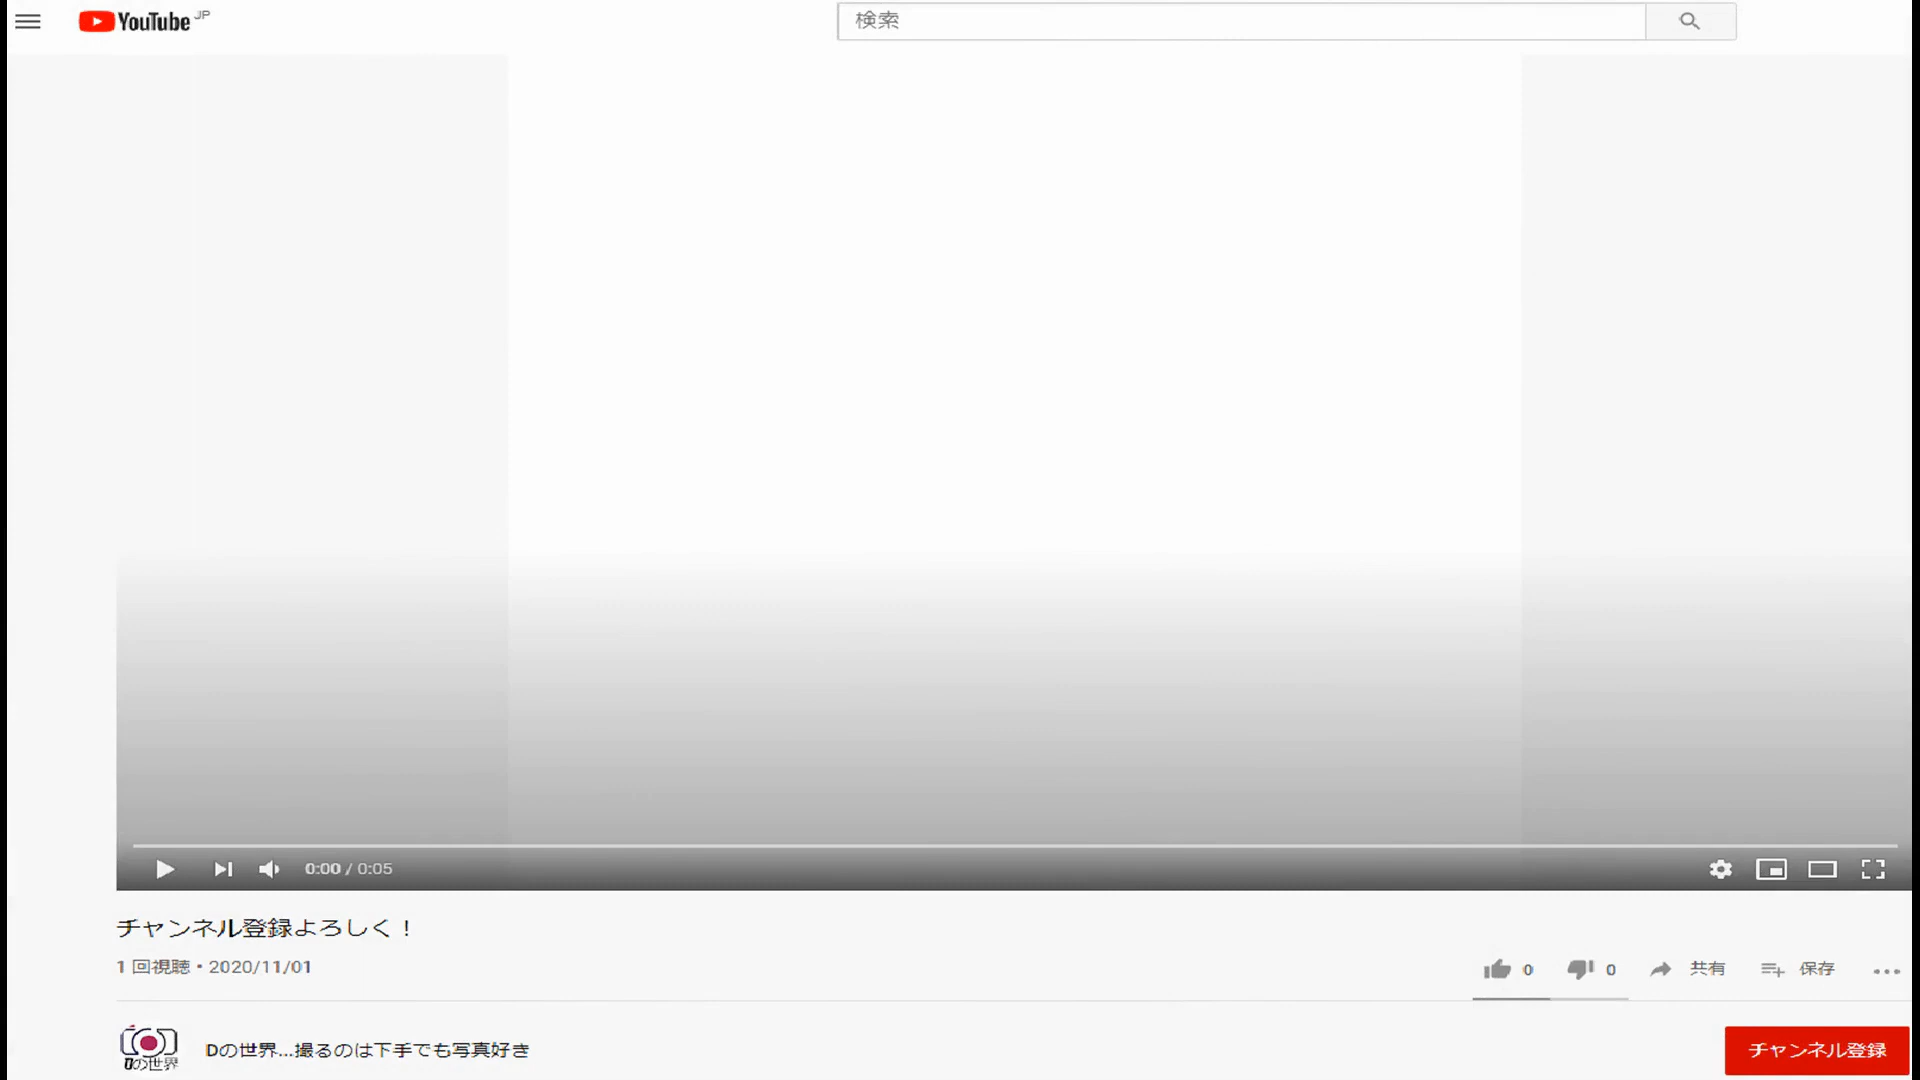 YouTube JP
検索
0:00 / 0:05
チャンネル登録よろしく！
1 回視聴・2020/11/01
0 0 共有 保存
Dの世界
Dの世界...撮るのは下手でも写真好き
チャンネル登録